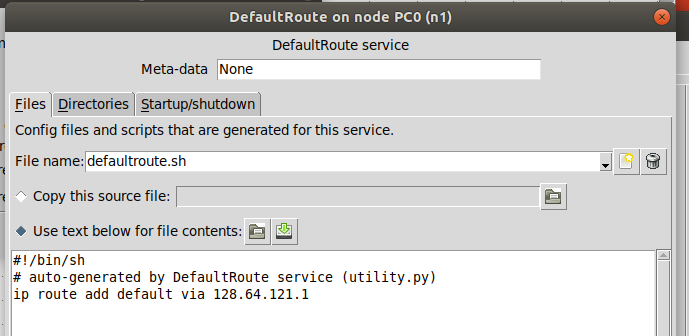 DefaultRoute on node PC0 (n1)
DefaultRoute service
Meta-data None
Files Directories Startup/shutdown
Config files and scripts that are generated for this service.
File name: defaultroute.sh
Copy this source file:
Use text below for file contents:
#!/bin/sh
# auto-generated by DefaultRoute service (utility.py)
ip route add default via 128.64.121.1